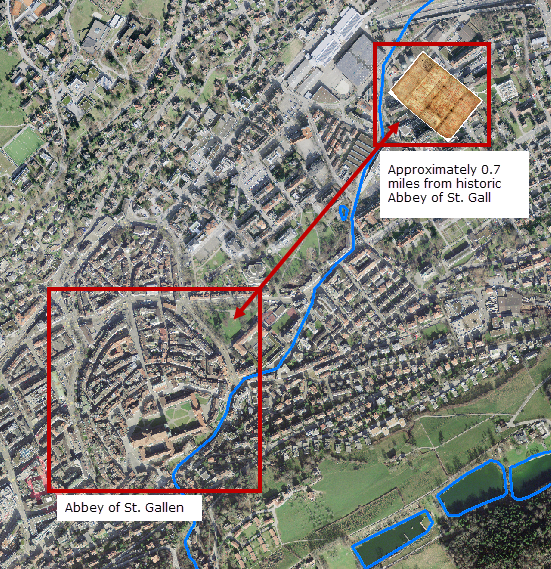 Approximately 0.7
miles from historic
Abbey of St. Gall
Abbey of St. Gallen